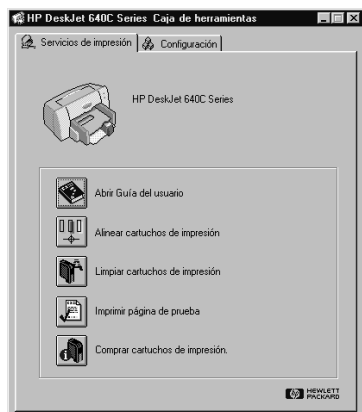 HP DeskJet 640C Series Caja de herramientas
Servicios de impresión
Configuración
HP DeskJet 640C Series
Abrir Guía del usuario
Alinear cartuchos de impresión
Limpiar cartuchos de impresión
Imprimir página de prueba
Comprar cartuchos de impresión.
HEWLETT
PACKARD